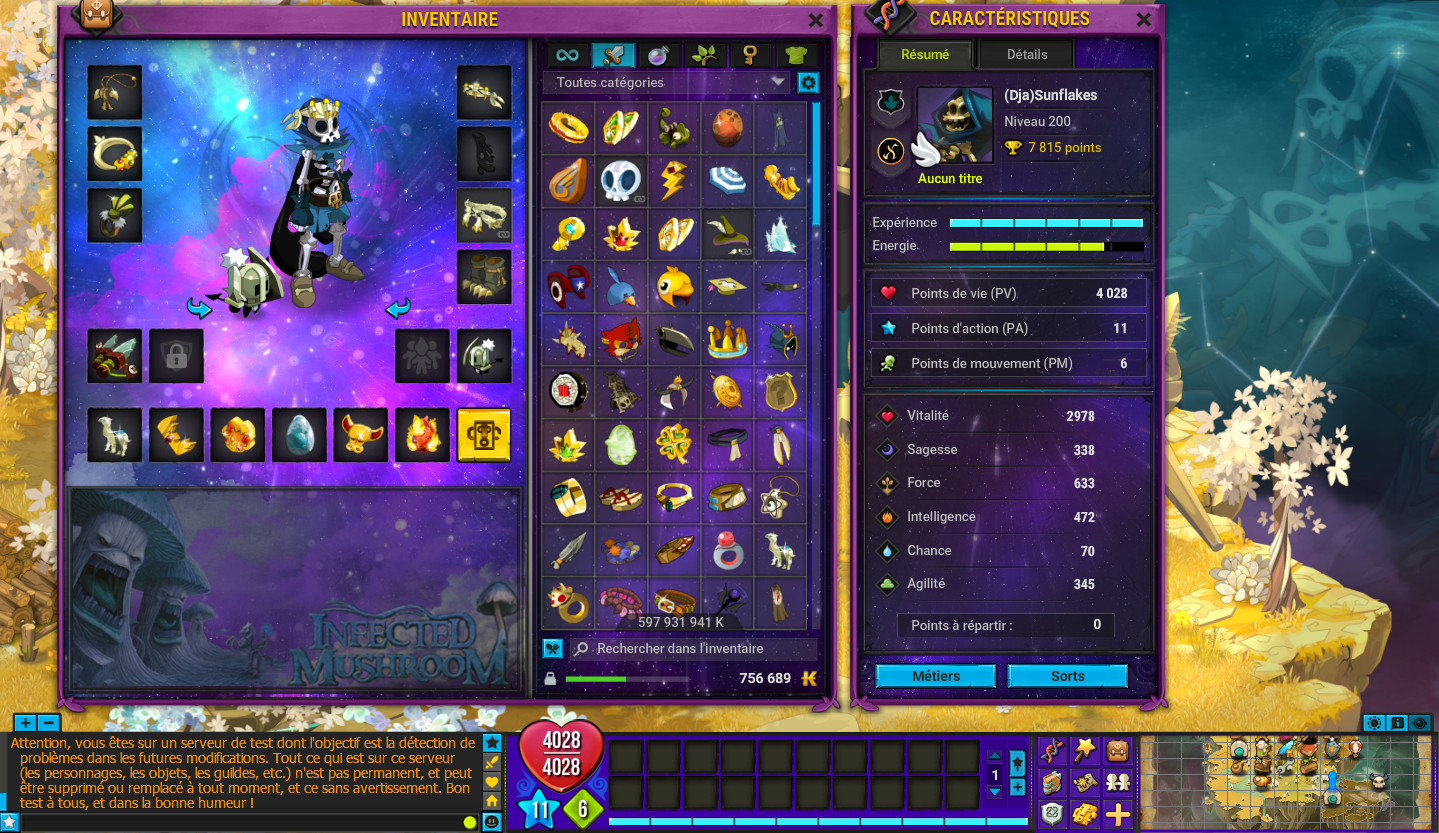 INVENTAIRE
Toutes catégories
INFECTED
MUSHROOM
597 931 941 K
Rechercher dans l'inventaire
756 689
CARACTÉRISTIQUES
Résumé
Détails
(Dja)Sunflakes
Niveau 200
7 815 points
Aucun titre
Expérience
Energie
Points de vie (PV) 4 028
Points d'action (PA) 11
Points de mouvement (PM) 6
Vitalité 2978
Sagesse 338
Force 633
Intelligence 472
Chance 70
Agilité 345
Points à répartir : 0
Métiers
Sorts
Attention, vous êtes sur un serveur de test dont l'objectif est la détection de
problèmes dans les futures modifications. Tout ce qui est sur ce serveur
(les personnages, les objets, les guildes, etc.) n'est pas permanent, et peut
être supprimé ou remplacé à tout moment, et ce sans avertissement. Bon
test à tous, et dans la bonne humeur !
4028
4028
11
6
1